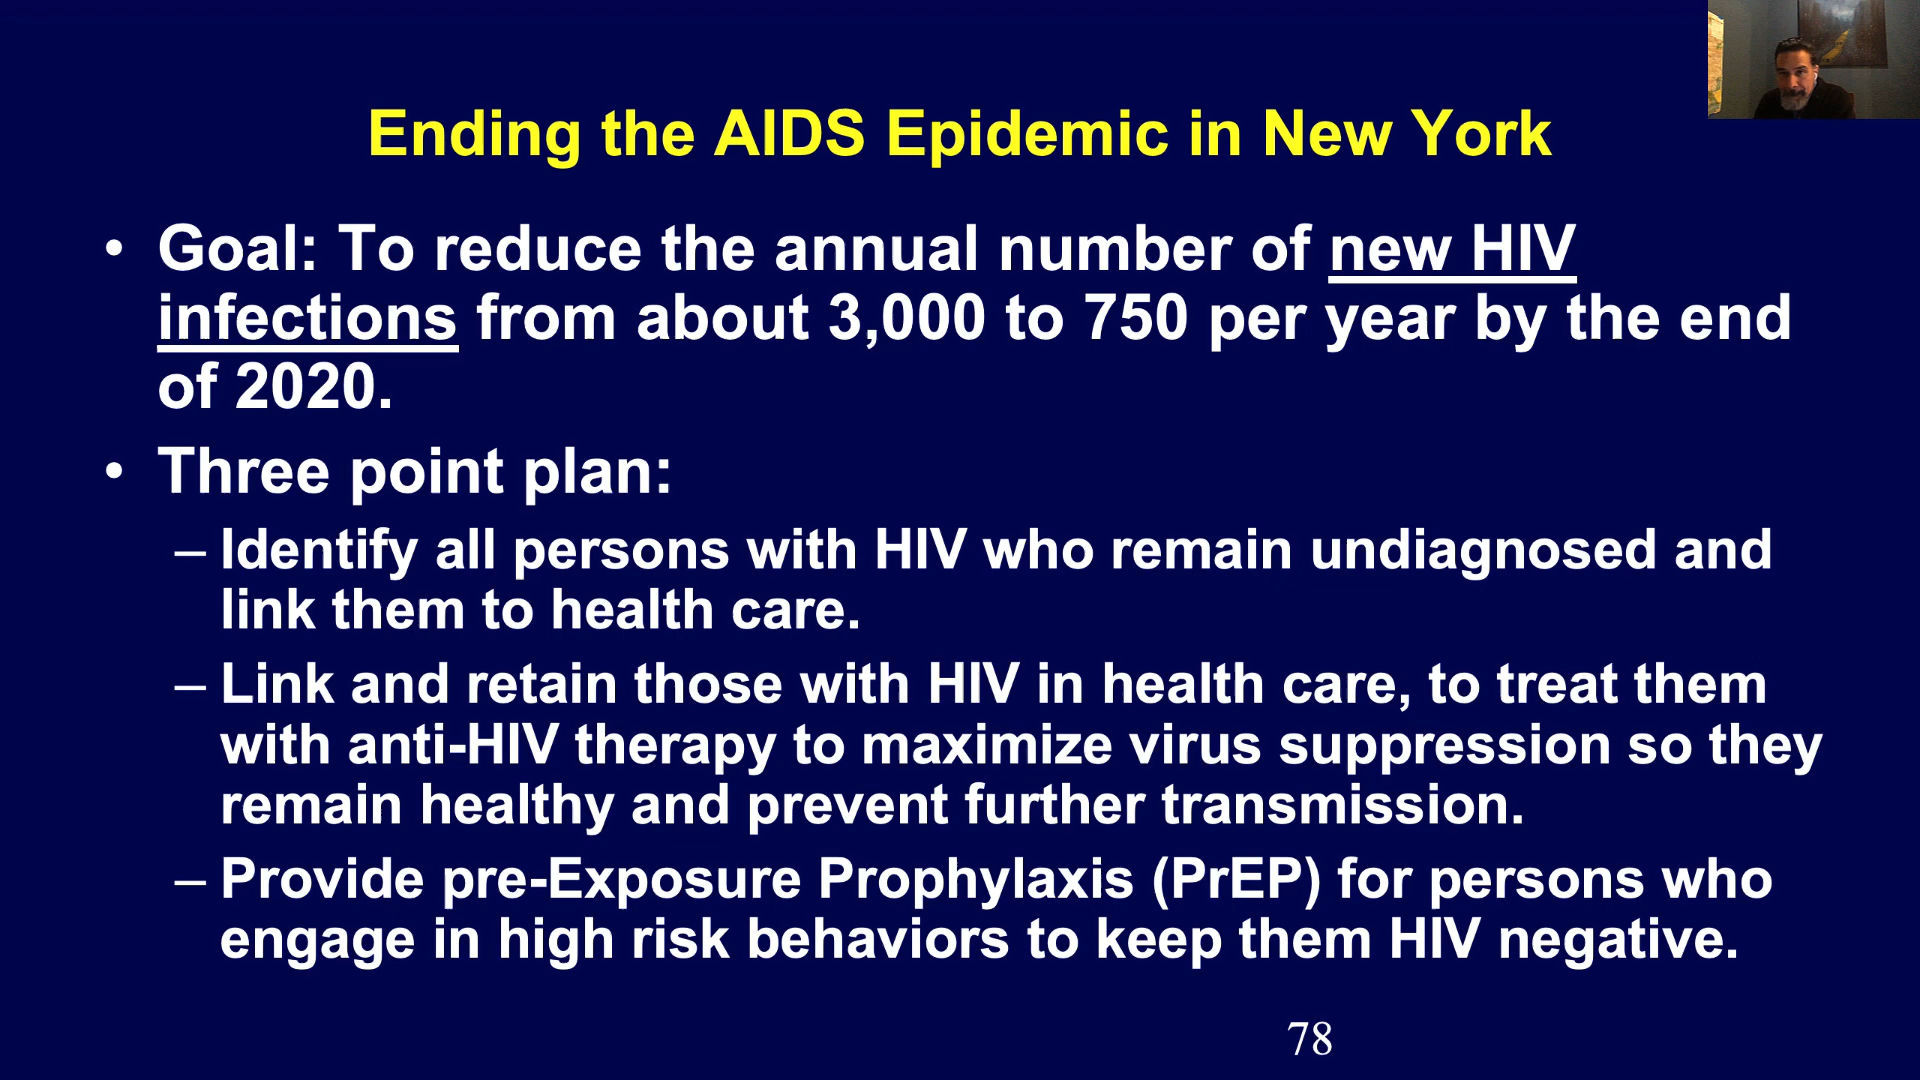 Ending the AIDS Epidemic in New York
• Goal: To reduce the annual number of new HIV
infections from about 3,000 to 750 per year by the end
of 2020.
• Three point plan:
– Identify all persons with HIV who remain undiagnosed and
link them to health care.
– Link and retain those with HIV in health care, to treat them
with anti-HIV therapy to maximize virus suppression so they
remain healthy and prevent further transmission.
– Provide pre-Exposure Prophylaxis (PrEP) for persons who
engage in high risk behaviors to keep them HIV negative.
78